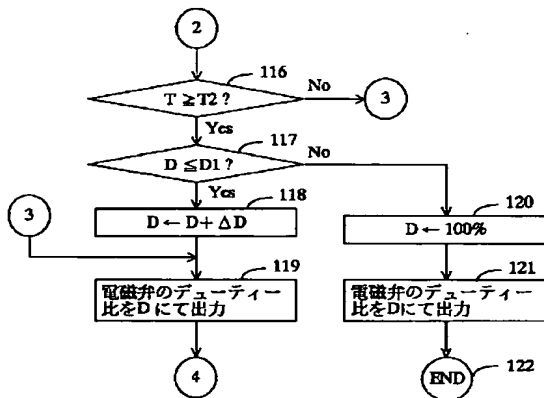 2
116
T ≧ T2 ?
No
3
Yes
117
D ≦ D1 ?
No
Yes
118
3
D ← D + ΔD
120
D ← 100%
119
電磁弁のデューティー
比をD にて出力
121
電磁弁のデューティー
比をDにて出力
4
END
122